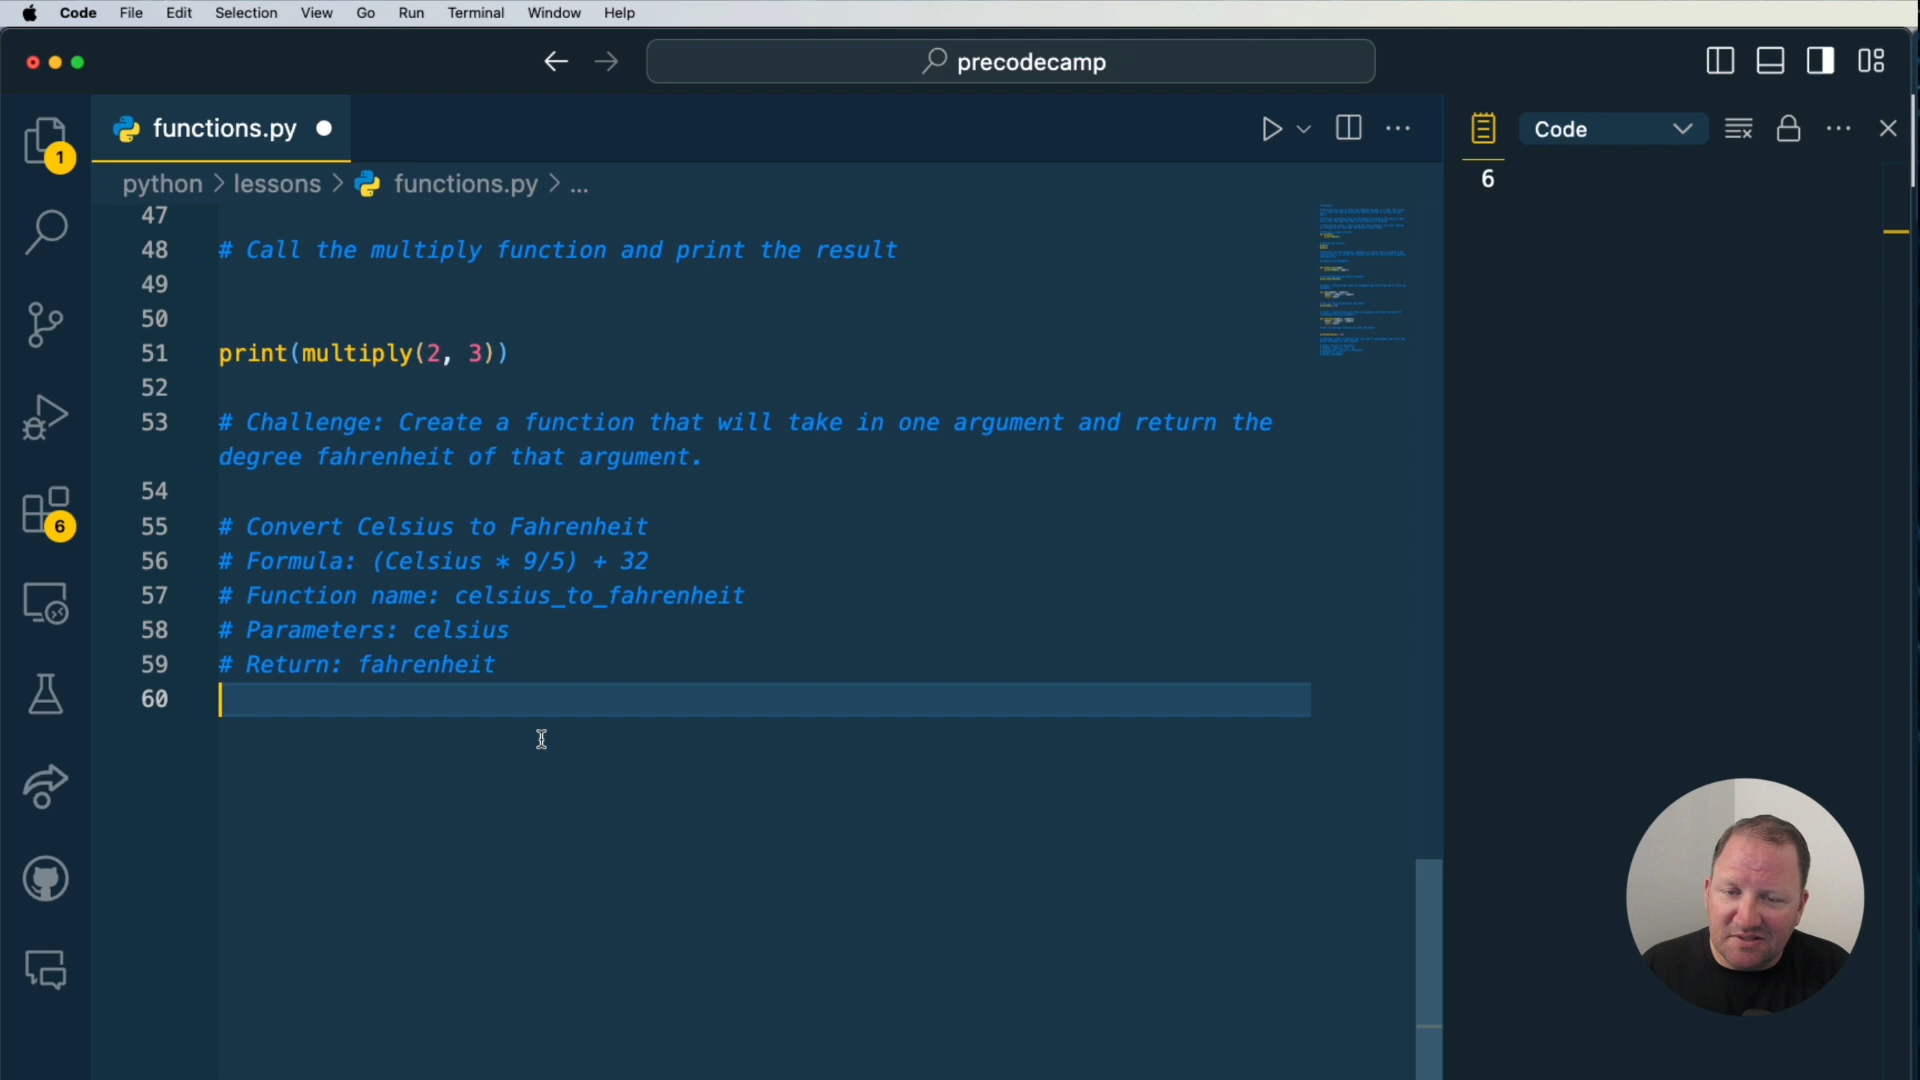 Code File Edit Selection View Go Run Terminal Window Help
precodecamp
functions.py
Code
python > lessons > functions.py > ...
6
1
6
47
48 # Call the multiply function and print the result
49
50
51 print(multiply(2, 3))
52
53 # Challenge: Create a function that will take in one argument and return the
degree fahrenheit of that argument.
54
55 # Convert Celsius to Fahrenheit
56 # Formula: (Celsius * 9/5) + 32
57 # Function name: celsius_to_fahrenheit
58 # Parameters: celsius
59 # Return: fahrenheit
60